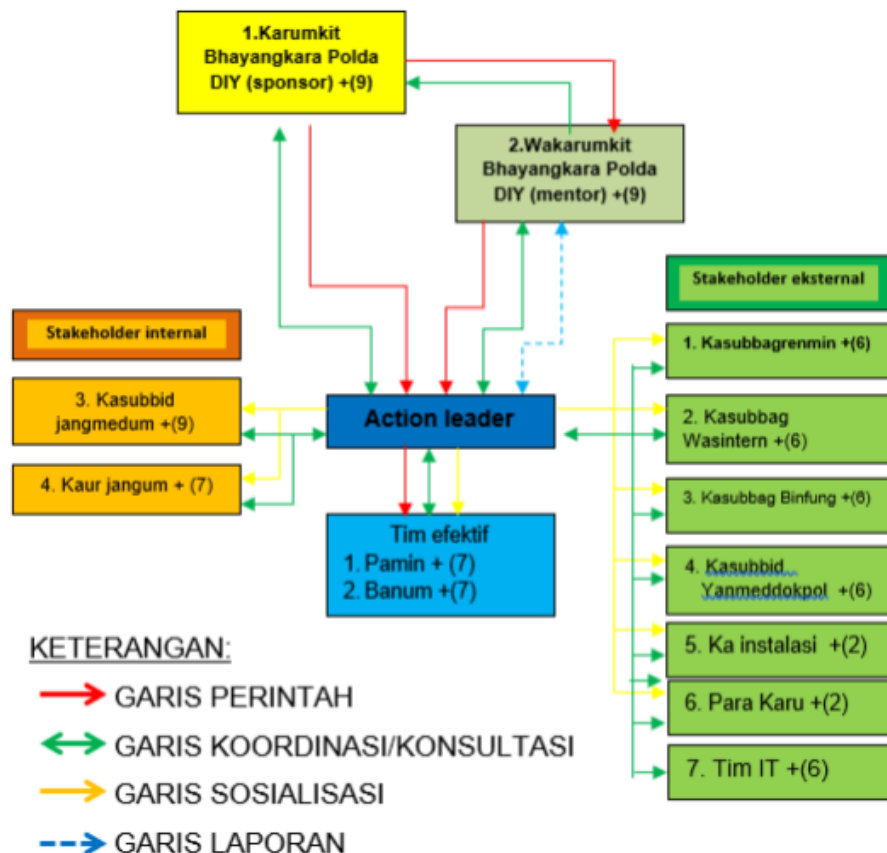 1.Karumkit
Bhayangkara Polda
DIY (sponsor) +(9)
2.Wakarumkit
Bhayangkara Polda
DIY (mentor) +(9)
Stakeholder internal
3. Kasubbid
jangmedum +(9)
4. Kaur jangum + (7)
Action leader
Tim efektif
1. Pamin + (7)
2. Banum +(7)
Stakeholder eksternal
1. Kasubbagrenmin +(6)
2. Kasubbag
Wasintern +(6)
3. Kasubbag Binfung +(6)
4. Kasubbid
Yanmeddokpol +(6)
5. Ka instalasi +(2)
6. Para Karu +(2)
7. Tim IT +(6)
KETERANGAN:
GARIS PERINTAH
GARIS KOORDINASI/KONSULTASI
GARIS SOSIALISASI
GARIS LAPORAN